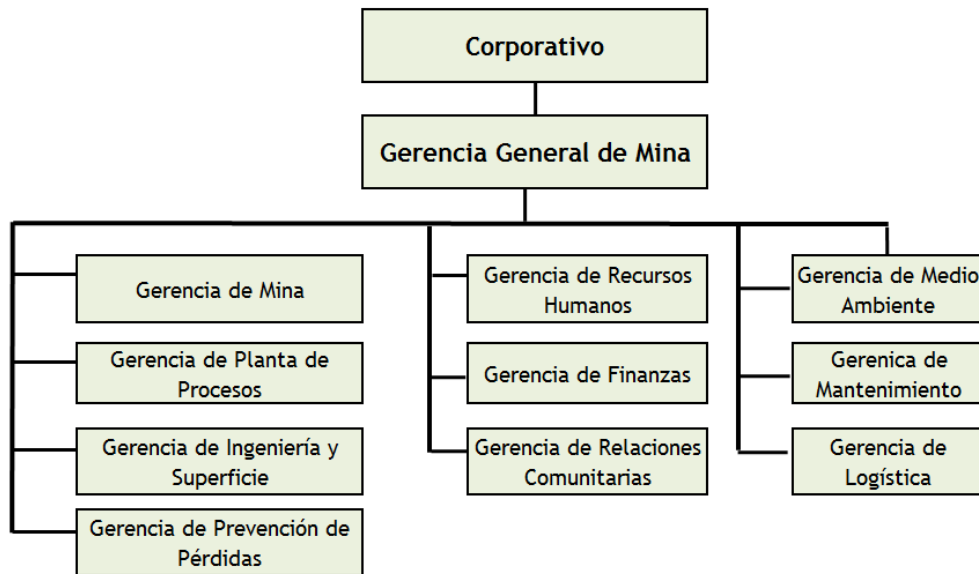 Corporativo
Gerencia General de Mina
Gerencia de Mina
Gerencia de Planta de
Procesos
Gerencia de Ingeniería y
Superficie
Gerencia de Prevención de
Pérdidas
Gerencia de Recursos
Humanos
Gerencia de Finanzas
Gerencia de Relaciones
Comunitarias
Gerencia de Medio
Ambiente
Gerenica de
Mantenimiento
Gerencia de
Logística